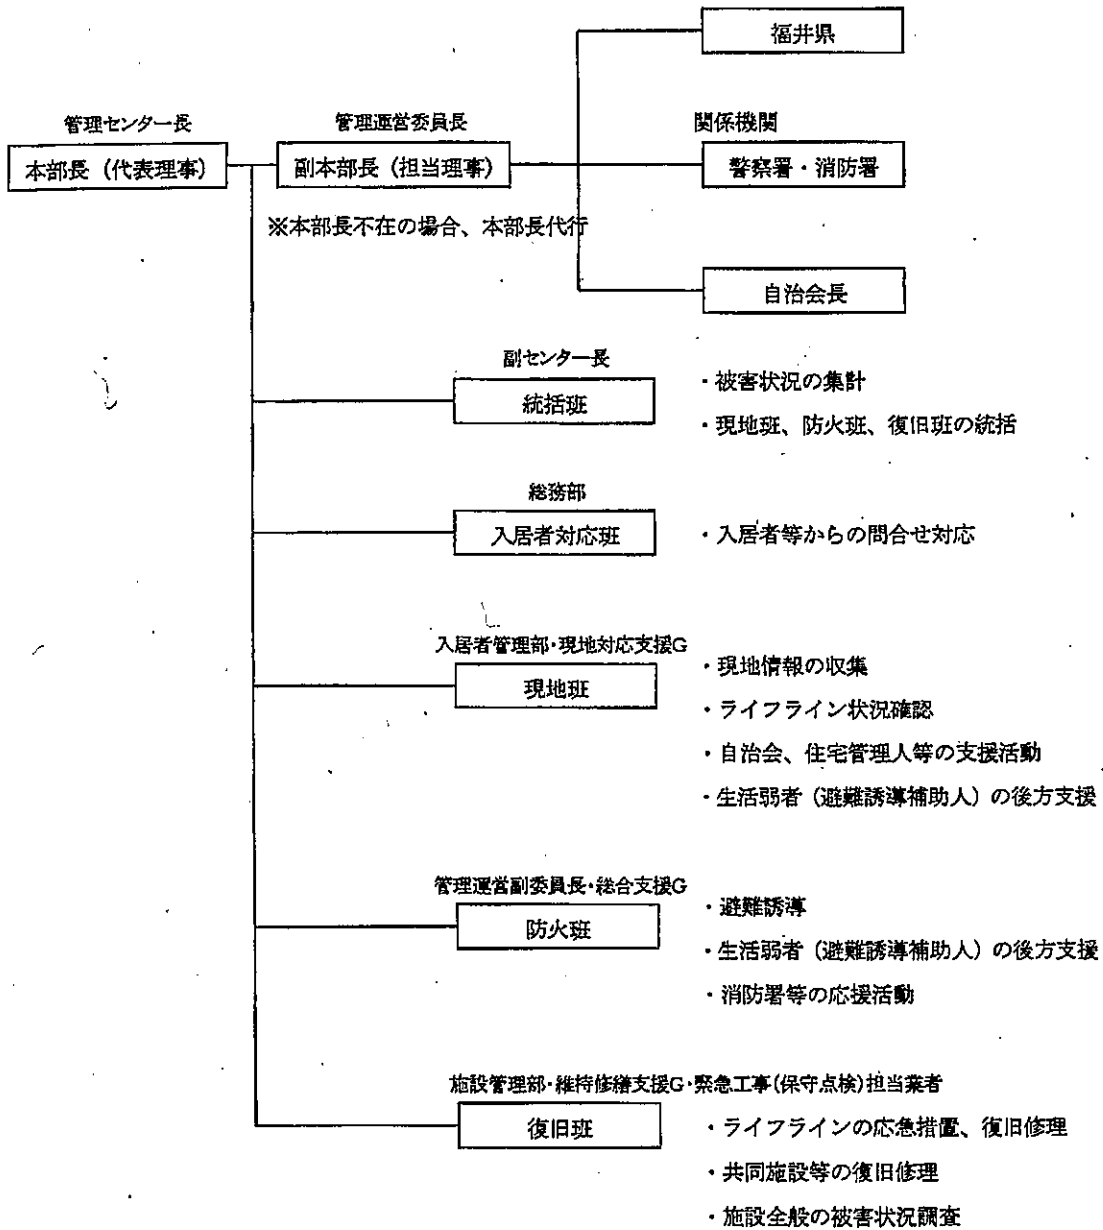 福井県
管理センター長
管理運営委員長
関係機関
本部長（代表理事）
副本部長（担当理事）
警察署・消防署
※本部長不在の場合、本部長代行
自治会長
副センター長
統括班
・被害状況の集計
・現地班、防火班、復旧班の統括
総務部
入居者対応班
・入居者等からの問合せ対応
入居者管理部・現地対応支援G
現地班
・現地情報の収集
・ライフライン状況確認
・自治会、住宅管理人等の支援活動
・生活弱者（避難誘導補助人）の後方支援
管理運営副委員長・総合支援G
防火班
・避難誘導
・生活弱者（避難誘導補助人）の後方支援
・消防署等の応援活動
施設管理部・維持修繕支援G・緊急工事(保守点検)担当業者
復旧班
・ライフラインの応急措置、復旧修理
・共同施設等の復旧修理
・施設全般の被害状況調査